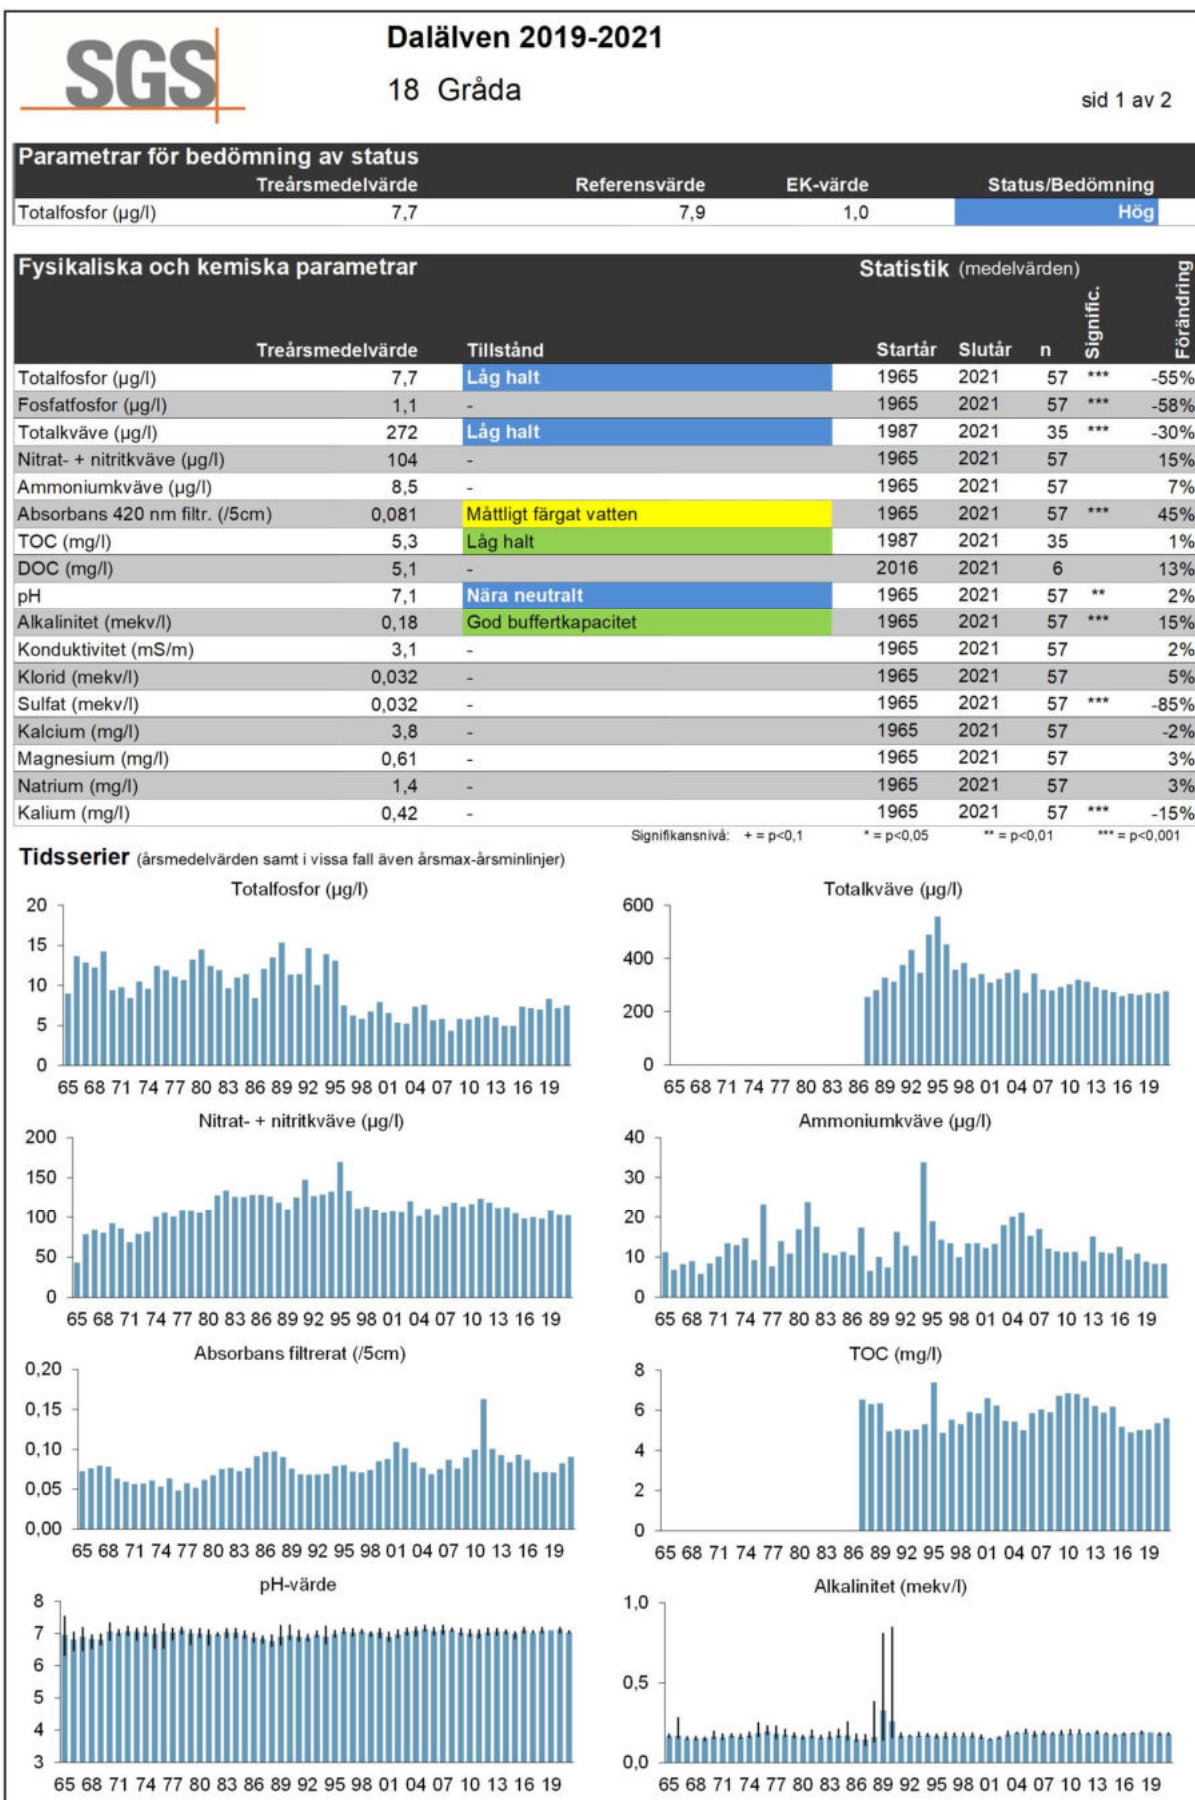 SGS
Dalälven 2019-2021
18 Gråda
sid 1 av 2
Parametrar för bedömning av status
Treårsmedelvärde Referensvärde EK-värde Status/Bedömning
Totalfosfor (µg/l) 7,7 7,9 1,0 Hög
Fysikaliska och kemiska parametrar Statistik (medelvärden)
Treårsmedelvärde Tillstånd Startår Slutår n Signific. Förändring
Totalfosfor (µg/l) 7,7 Låg halt 1965 2021 57 *** -55%
Fosfatfosfor (µg/l) 1,1 - 1965 2021 57 *** -58%
Totalkväve (µg/l) 272 Låg halt 1987 2021 35 *** -30%
Nitrat- + nitritkväve (µg/l) 104 - 1965 2021 57 15%
Ammoniumkväve (µg/l) 8,5 - 1965 2021 57 7%
Absorbans 420 nm filtr. (/5cm) 0,081 Måttligt färgat vatten 1965 2021 57 *** 45%
TOC (mg/l) 5,3 Låg halt 1987 2021 35 1%
DOC (mg/l) 5,1 - 2016 2021 6 13%
pH 7,1 Nära neutralt 1965 2021 57 ** 2%
Alkalinitet (mekv/l) 0,18 God buffertkapacitet 1965 2021 57 *** 15%
Konduktivitet (mS/m) 3,1 - 1965 2021 57 2%
Klorid (mekv/l) 0,032 - 1965 2021 57 5%
Sulfat (mekv/l) 0,032 - 1965 2021 57 *** -85%
Kalcium (mg/l) 3,8 - 1965 2021 57 -2%
Magnesium (mg/l) 0,61 - 1965 2021 57 3%
Natrium (mg/l) 1,4 - 1965 2021 57 3%
Kalium (mg/l) 0,42 - 1965 2021 57 *** -15%
Signifikansnivå: + = p<0,1 * = p<0,05 ** = p<0,01 *** = p<0,001
Tidsserier (årsmedelvärden samt i vissa fall även årsmax-årsminlinjer)
Totalfosfor (µg/l)
20
15
10
5
0
65 68 71 74 77 80 83 86 89 92 95 98 01 04 07 10 13 16 19
Totalkväve (µg/l)
600
400
200
0
65 68 71 74 77 80 83 86 89 92 95 98 01 04 07 10 13 16 19
Nitrat- + nitritkväve (µg/l)
200
150
100
50
0
65 68 71 74 77 80 83 86 89 92 95 98 01 04 07 10 13 16 19
Ammoniumkväve (µg/l)
40
30
20
10
0
65 68 71 74 77 80 83 86 89 92 95 98 01 04 07 10 13 16 19
Absorbans filtrerat (/5cm)
0,20
0,15
0,10
0,05
0,00
65 68 71 74 77 80 83 86 89 92 95 98 01 04 07 10 13 16 19
TOC (mg/l)
8
6
4
2
0
65 68 71 74 77 80 83 86 89 92 95 98 01 04 07 10 13 16 19
pH-värde
8
7
6
5
4
3
65 68 71 74 77 80 83 86 89 92 95 98 01 04 07 10 13 16 19
Alkalinitet (mekv/l)
1,0
0,5
0,0
65 68 71 74 77 80 83 86 89 92 95 98 01 04 07 10 13 16 19